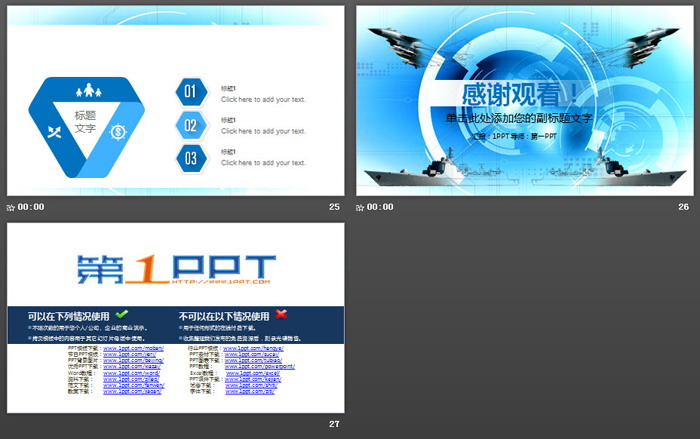 标题
文字
01
标题1
Click here to add your text.
02
标题1
Click here to add your text.
03
标题1
Click here to add your text.
00:00
25
感谢观看!
单击此处添加您的副标题文字
汇报:1PPT 导师:第一PPT
00:00
26
第1PPT
HTTP://WWW.1PPT.COM
可以在下列情况使用
不可以在以下情况使用
PPT模板下载: www.1ppt.com/moban/
行业PPT模板: www.1ppt.com/hangye/
节日PPT模板: www.1ppt.com/jieri/
PPT素材下载: www.1ppt.com/sucai/
PPT背景图片: www.1ppt.com/beijing/
PPT图表下载: www.1ppt.com/tubiao/
优秀PPT下载: www.1ppt.com/xiazai/
PPT教程: www.1ppt.com/powerpoint/
Word教程: www.1ppt.com/word/
Excel教程: www.1ppt.com/excel/
资料下载: www.1ppt.com/ziliao/
PPT课件下载: www.1ppt.com/kejian/
范文下载: www.1ppt.com/fanwen/
试卷下载: www.1ppt.com/shiti/
教案下载: www.1ppt.com/jiaoan/
字体下载: www.1ppt.com/ziti/
27